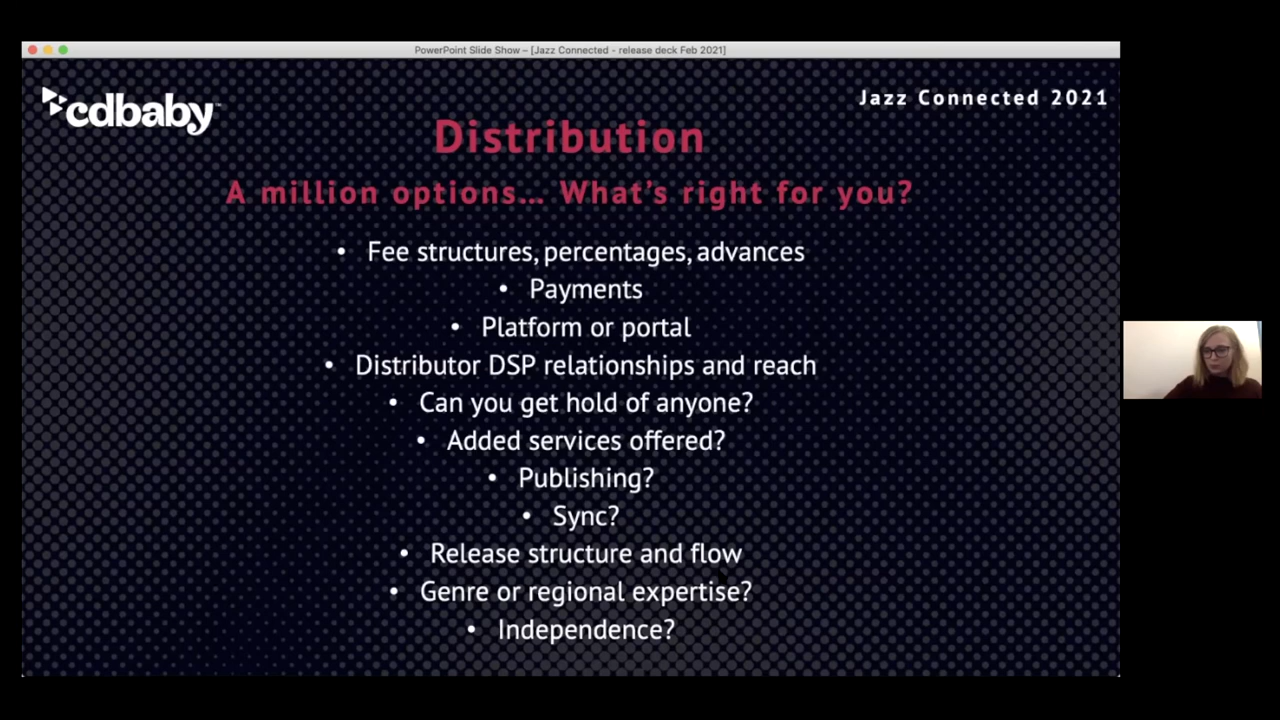 PowerPoint Slide Show – [Jazz Connected - release deck Feb 2021]
cdbaby™
Jazz Connected 2021
Distribution
A million options... What's right for you?
• Fee structures, percentages, advances
• Payments
• Platform or portal
• Distributor DSP relationships and reach
• Can you get hold of anyone?
• Added services offered?
• Publishing?
• Sync?
• Release structure and flow
• Genre or regional expertise?
• Independence?